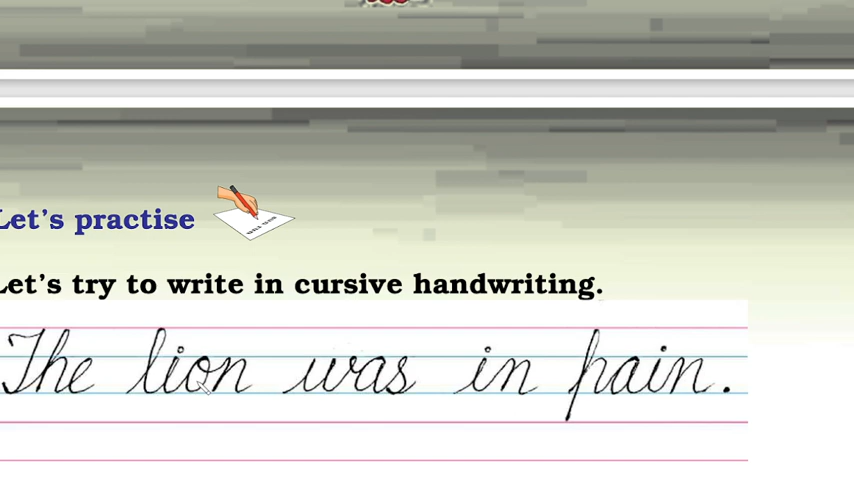 Let's practise
Let's try to write in cursive handwriting.
The lion was in pain.